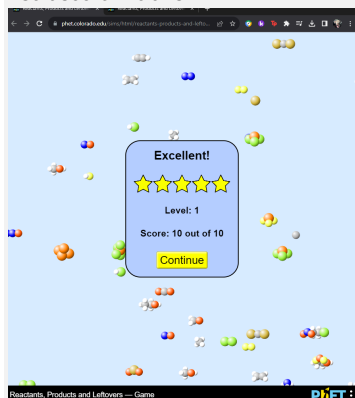 phet.colorado.edu/sims/html/reactants-products-and-lefto...
Excellent!
Level: 1
Score: 10 out of 10
Continue
Reactants, Products and Leftovers — Game
PhET